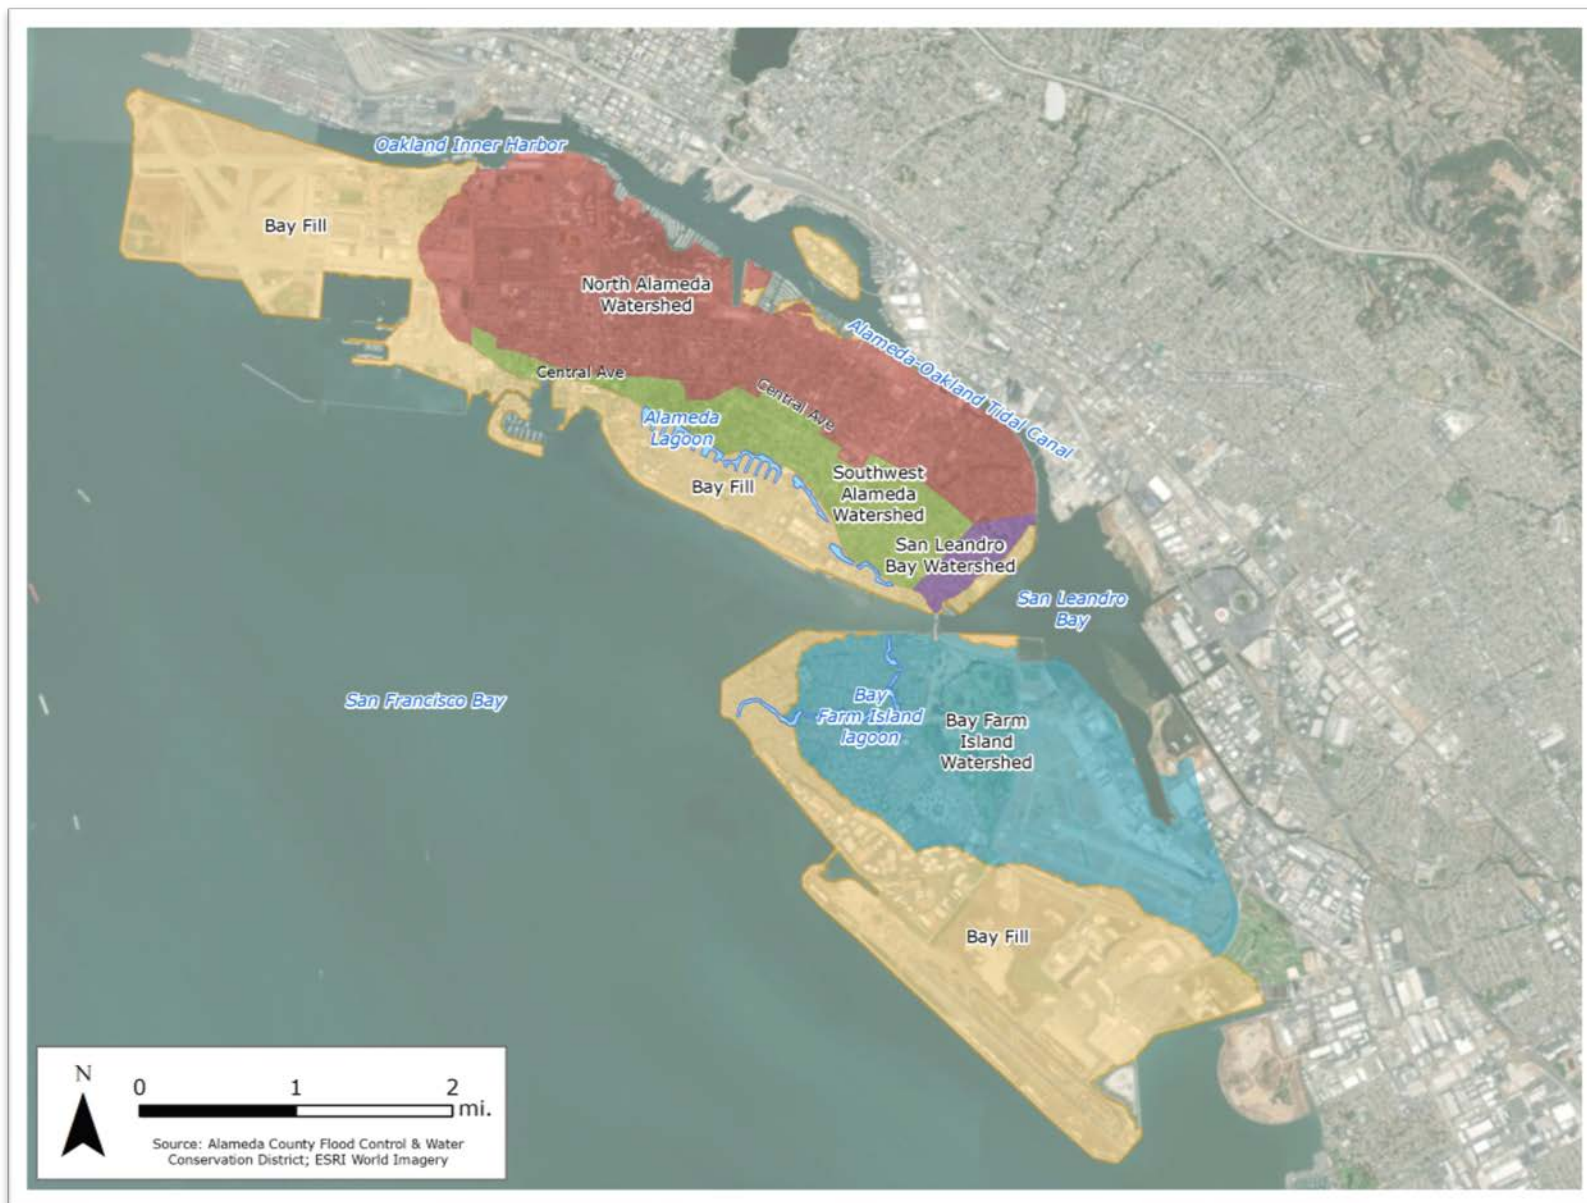 Oakland Inner Harbor
Bay Fill
North Alameda
Watershed
Alameda-Oakland Tidal Canal
Central Ave
Central Ave
Alameda
Lagoon
Bay Fill
Southwest
Alameda
Watershed
San Leandro
Bay Watershed
San Leandro
Bay
San Francisco Bay
Bay
Farm Island
lagoon
Bay Farm
Island
Watershed
Bay Fill
N
0 1 2
mi.
Source: Alameda County Flood Control & Water
Conservation District; ESRI World Imagery